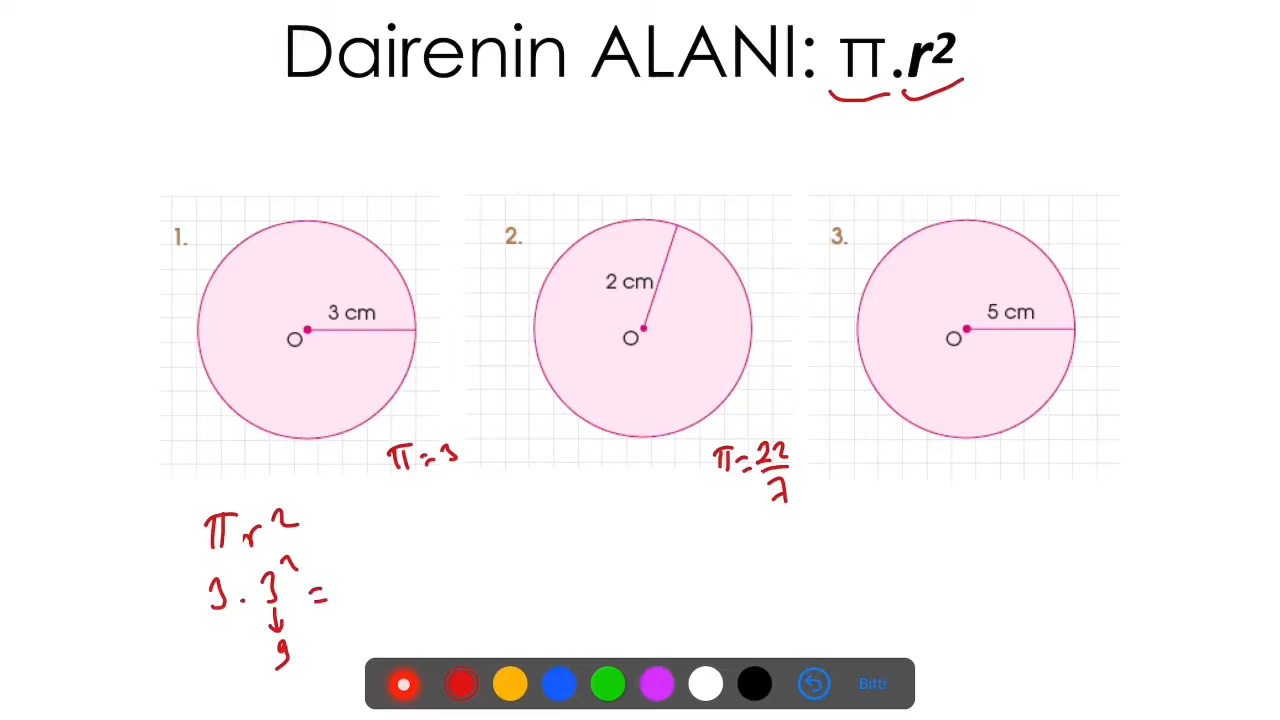 Dairenin ALANI: π.r²
1.
3 cm
O
π=3
2.
2 cm
O
π=22/7
3.
5 cm
O
πr²
3.3²=
↓
9
Bitti